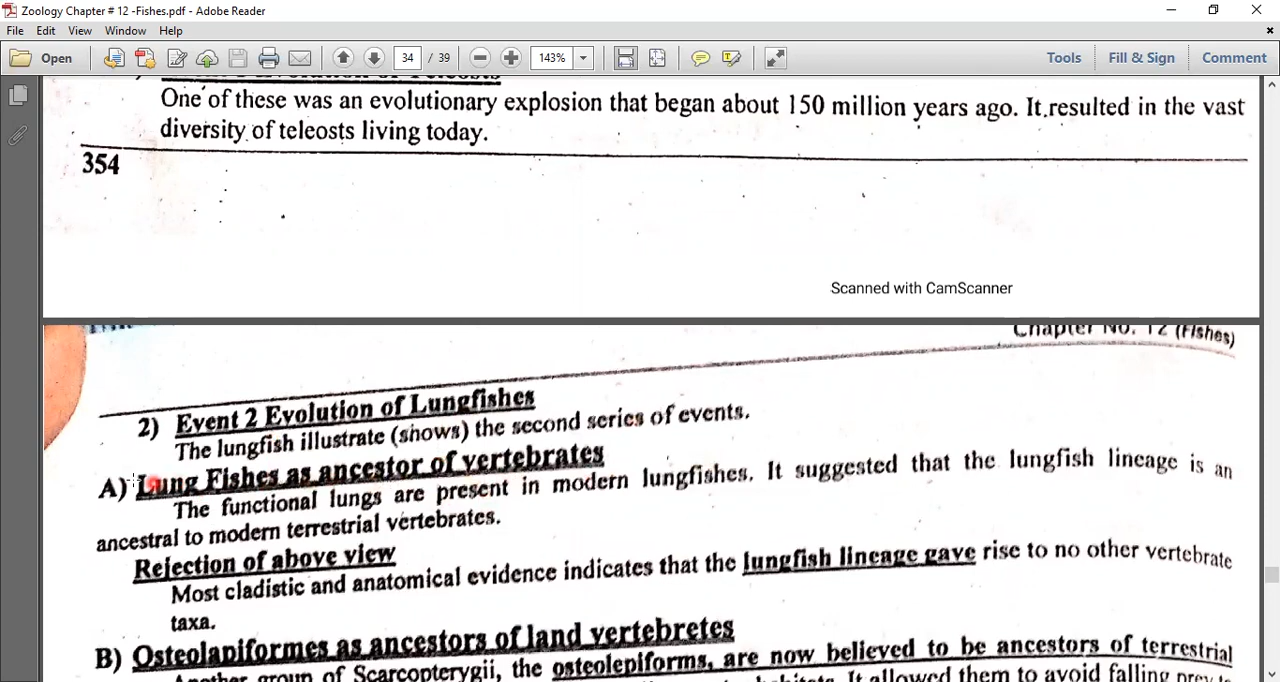 Zoology Chapter # 12 -Fishes.pdf - Adobe Reader
File Edit View Window Help
Open 34 / 39 143% Tools Fill & Sign Comment
One of these was an evolutionary explosion that began about 150 million years ago. It resulted in the vast
diversity of teleosts living today.
354
Scanned with CamScanner
Chapter No. 12 (Fishes)
2) Event 2 Evolution of Lungfishes
The lungfish illustrate (shows) the second series of events.
A) Lung Fishes as ancestor of vertebrates
The functional lungs are present in modern lungfishes. It suggested that the lungfish lineage is an
ancestral to modern terrestrial vertebrates.
Rejection of above view
Most cladistic and anatomical evidence indicates that the lungfish lineage gave rise to no other vertebrate
taxa.
B) Osteolapiformes as ancestors of land vertebretes
Another group of Scarcopterygii, the osteolepiforms, are now believed to be ancestors of terrestrial
It allowed them to avoid falling prey to